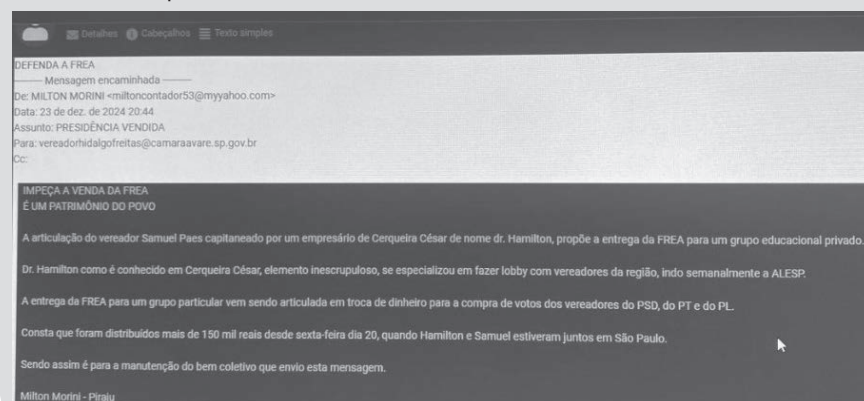 Detalhes Cabeçalhos Texto simples
DEFENDA A FREA
-------- Mensagem encaminhada --------
De: MILTON MORINI <miltoncontador53@myyahoo.com>
Data: 23 de dez. de 2024 20:44
Assunto: PRESIDÊNCIA VENDIDA
Para: vereadorhidalgofreitas@camaraavare.sp.gov.br
Cc:
IMPEÇA A VENDA DA FREA
É UM PATRIMÔNIO DO POVO
A articulação do vereador Samuel Paes capitaneado por um empresário de Cerqueira César de nome dr. Hamilton, propõe a entrega da FREA para um grupo educacional privado.
Dr. Hamilton como é conhecido em Cerqueira César, elemento inescrupuloso, se especializou em fazer lobby com vereadores da região, indo semanalmente a ALESP.
A entrega da FREA para um grupo particular vem sendo articulada em troca de dinheiro para a compra de votos dos vereadores do PSD, do PT e do PL.
Consta que foram distribuídos mais de 150 mil reais desde sexta-feira dia 20, quando Hamilton e Samuel estiveram juntos em São Paulo.
Sendo assim é para a manutenção do bem coletivo que envio esta mensagem.
Milton Morini - Piraju